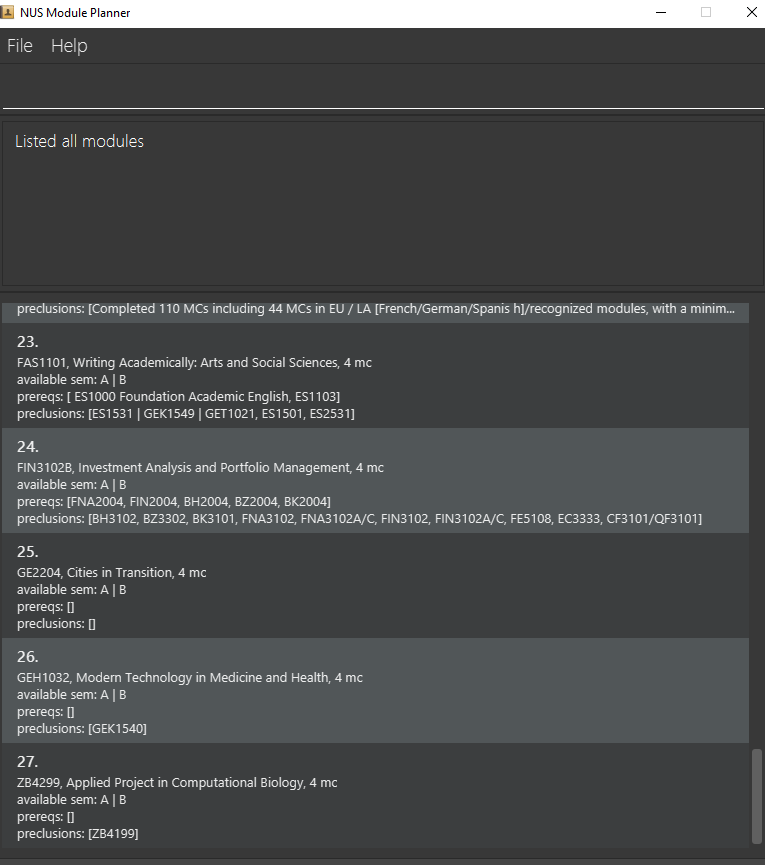 NUS Module Planner
File Help
Listed all modules
preclusions: [Completed 110 MCs including 44 MCs in EU / LA [French/German/Spanis h]/recognized modules, with a minim...
23.
FAS1101, Writing Academically: Arts and Social Sciences, 4 mc
available sem: A | B
prereqs: [ ES1000 Foundation Academic English, ES1103]
preclusions: [ES1531 | GEK1549 | GET1021, ES1501, ES2531]
24.
FIN3102B, Investment Analysis and Portfolio Management, 4 mc
available sem: A | B
prereqs: [FNA2004, FIN2004, BH2004, BZ2004, BK2004]
preclusions: [BH3102, BZ3302, BK3101, FNA3102, FNA3102A/C, FIN3102, FIN3102A/C, FE5108, EC3333, CF3101/QF3101]
25.
GE2204, Cities in Transition, 4 mc
available sem: A | B
prereqs: []
preclusions: []
26.
GEH1032, Modern Technology in Medicine and Health, 4 mc
available sem: A | B
prereqs: []
preclusions: [GEK1540]
27.
ZB4299, Applied Project in Computational Biology, 4 mc
available sem: A | B
prereqs: []
preclusions: [ZB4199]